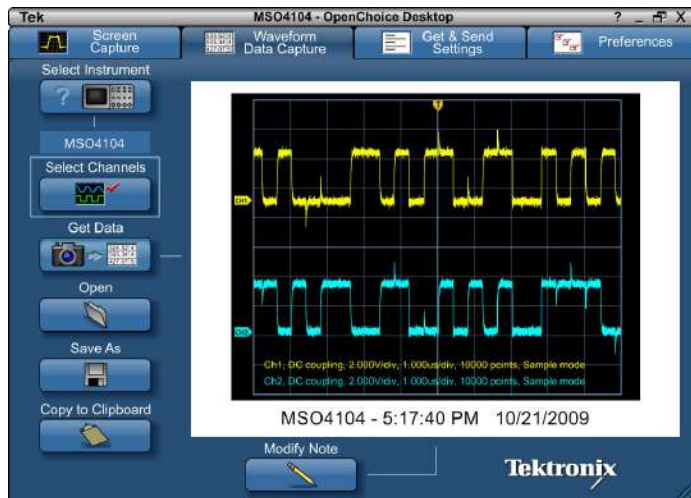 Tek
MSO4104 - OpenChoice Desktop
? _ X
Screen
Capture
Waveform
Data Capture
Get & Send
Settings
Preferences
Select Instrument
?
MSO4104
Select Channels
Get Data
Open
Save As
Copy to Clipboard
T
CH1
CH2
Ch1, DC coupling, 2.000V/div, 1.000us/div, 10000 points, Sample mode
Ch2, DC coupling, 2.000V/div, 1.000us/div, 10000 points, Sample mode
MSO4104 - 5:17:40 PM 10/21/2009
Modify Note
Tektronix